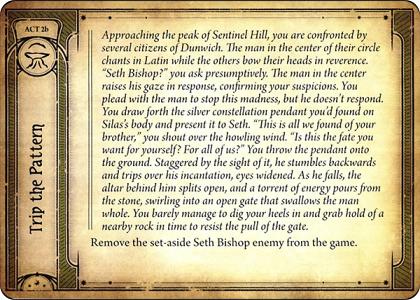 ACT 2b
Trip the Pattern
Approaching the peak of Sentinel Hill, you are confronted by
several citizens of Dunwich. The man in the center of their circle
chants in Latin while the others bow their heads in reverence.
“Seth Bishop?” you ask presumptively. The man in the center
raises his gaze in response, confirming your suspicions. You
plead with the man to stop this madness, but he doesn’t respond.
You draw forth the silver constellation pendant you’d found on
Silas’s body and present it to Seth. “This is all we found of your
brother,” you shout over the howling wind. “Is this the fate you
want for yourself? For all of us?” You throw the pendant onto
the ground. Staggered by the sight of it, he stumbles backwards
and trips over his incantation, eyes widened. As he falls, the
altar behind him splits open, and a torrent of energy pours from
the stone, swirling into an open gate that swallows the man
whole. You barely manage to dig your heels in and grab hold of a
nearby rock in time to resist the pull of the gate.
Remove the set-aside Seth Bishop enemy from the game.